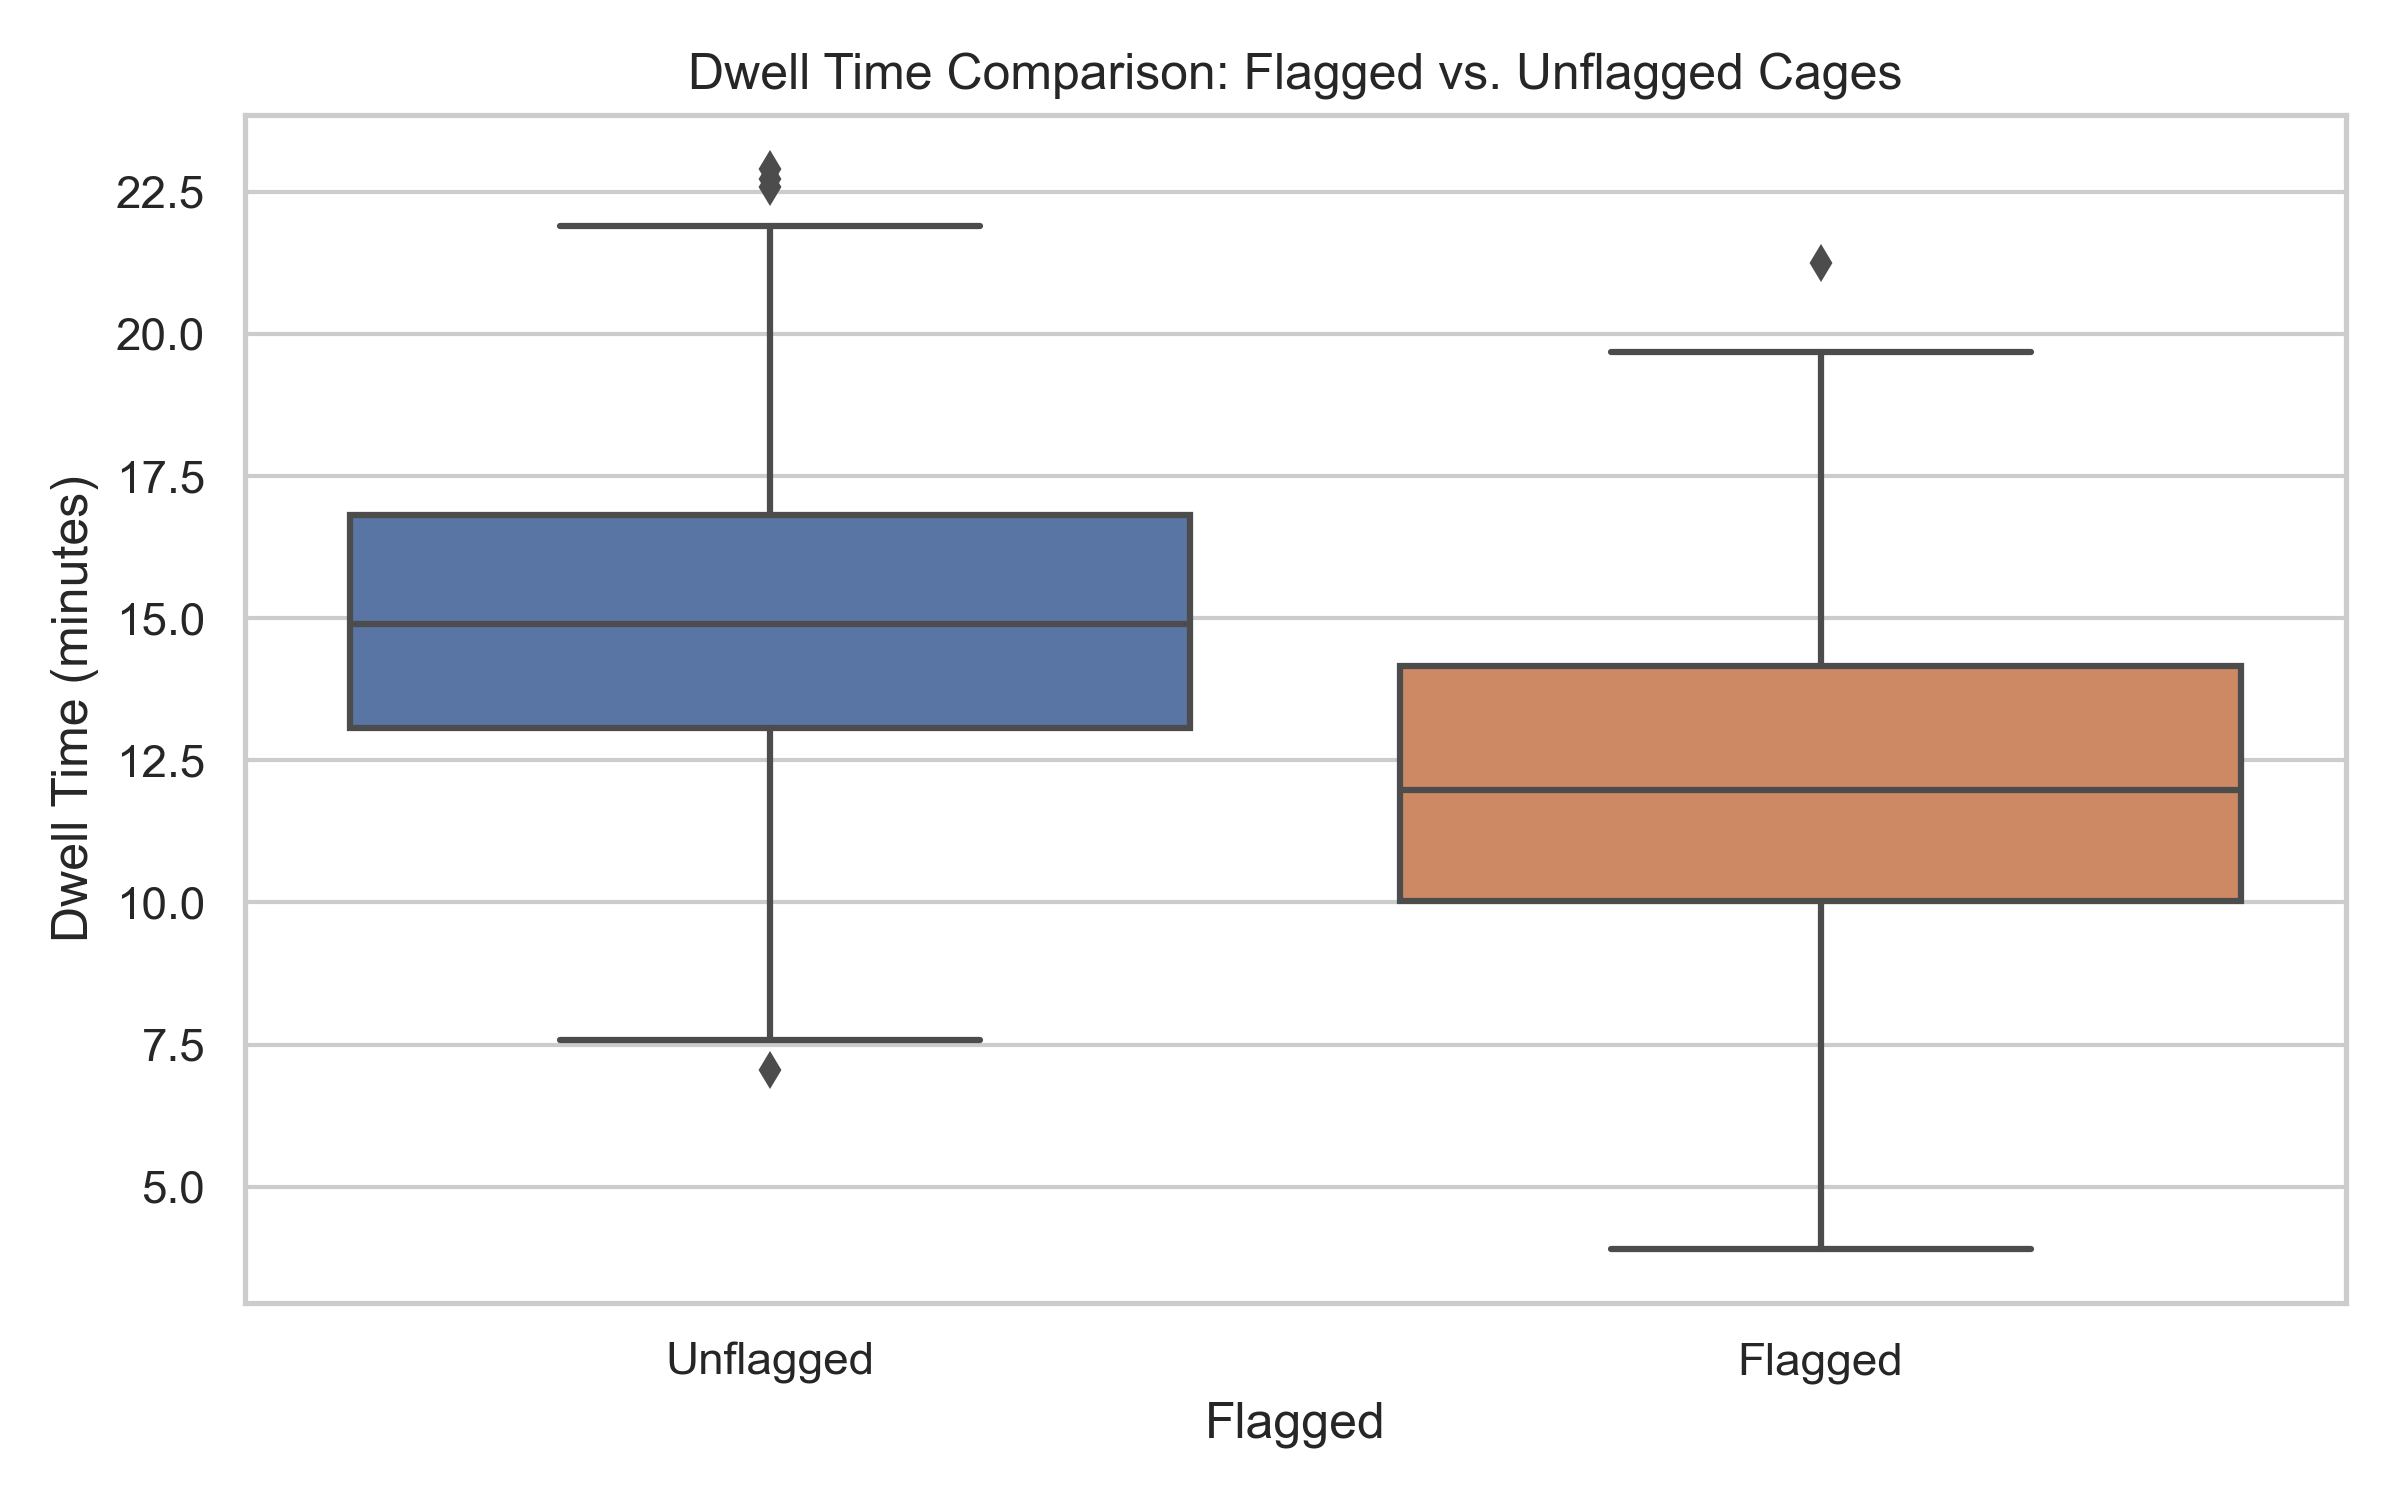 Dwell Time Comparison: Flagged vs. Unflagged Cages
Dwell Time (minutes)
22.5
20.0
17.5
15.0
12.5
10.0
7.5
5.0
Unflagged
Flagged
Flagged